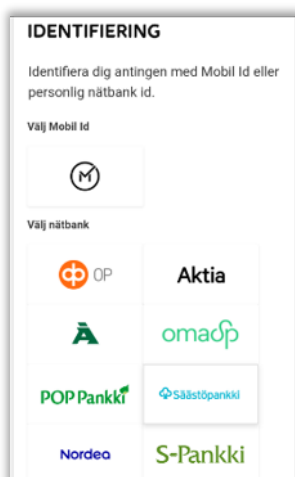 IDENTIFIERING
Identifiera dig antingen med Mobil Id eller
personlig nätbank id.
Välj Mobil Id
Välj nätbank
OP
Aktia
omasp
POP Pankki
Säästöpankki
Nordea
S-Pankki